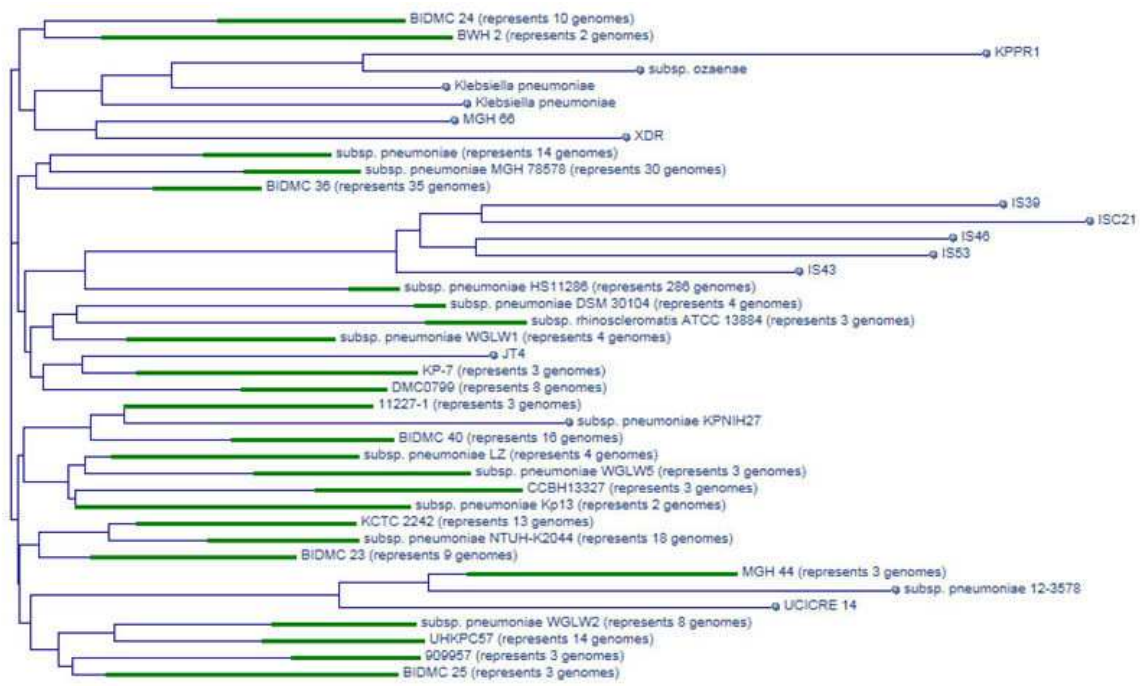 BIDMC 24 (represents 10 genomes)
BWH 2 (represents 2 genomes)
KPPR1
subsp. ozaenae
Klebsiella pneumoniae
Klebsiella pneumoniae
MGH 66
XDR
subsp. pneumoniae (represents 14 genomes)
subsp. pneumoniae MGH 78578 (represents 30 genomes)
BIDMC 36 (represents 35 genomes)
IS39
ISC21
IS46
IS53
IS43
subsp. pneumoniae HS11286 (represents 286 genomes)
subsp. pneumoniae DSM 30104 (represents 4 genomes)
subsp. rhinoscleromatis ATCC 13884 (represents 3 genomes)
subsp. pneumoniae WGLW1 (represents 4 genomes)
JT4
KP-7 (represents 3 genomes)
DMC0799 (represents 8 genomes)
11227-1 (represents 3 genomes)
subsp. pneumoniae KPNIH27
BIDMC 40 (represents 16 genomes)
subsp. pneumoniae LZ (represents 4 genomes)
subsp. pneumoniae WGLW5 (represents 3 genomes)
CCBH13327 (represents 3 genomes)
subsp. pneumoniae Kp13 (represents 2 genomes)
KCTC 2242 (represents 13 genomes)
subsp. pneumoniae NTUH-K2044 (represents 18 genomes)
BIDMC 23 (represents 9 genomes)
MGH 44 (represents 3 genomes)
subsp. pneumoniae 12-3578
UCICRE 14
subsp. pneumoniae WGLW2 (represents 8 genomes)
UHKPC57 (represents 14 genomes)
909957 (represents 3 genomes)
BIDMC 25 (represents 3 genomes)